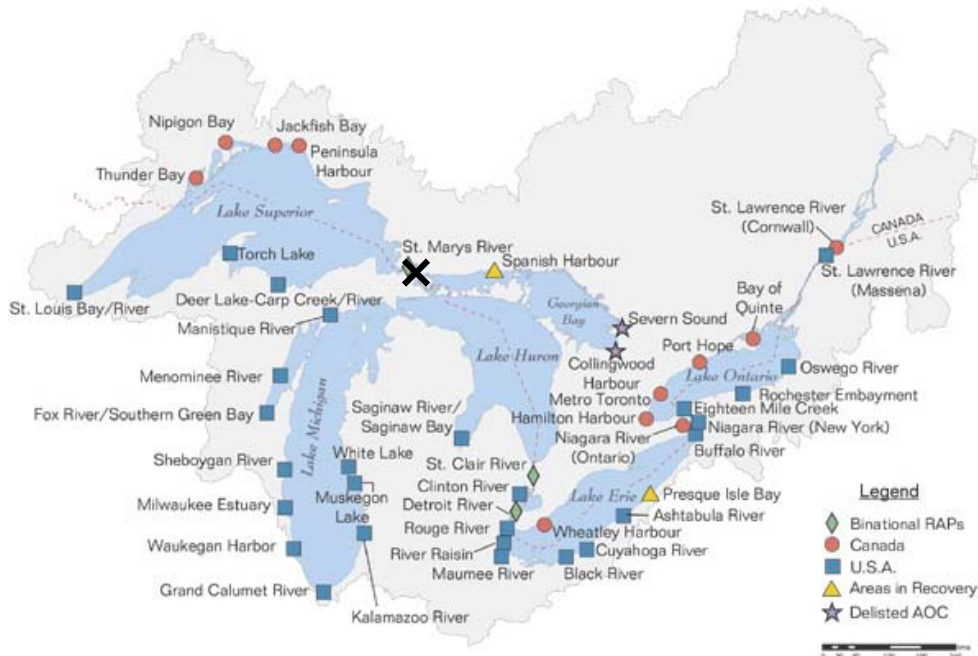 Nipigon Bay
Jackfish Bay
Peninsula
Harbour
Thunder Bay
Lake Superior
St. Lawrence River
(Cornwall)
CANADA
U.S.A.
St. Marys River
Spanish Harbour
Torch Lake
St. Lawrence River
(Massena)
St. Louis Bay/River
Deer Lake-Carp Creek/River
Georgian
Bay
Bay of
Quinte
Manistique River
Severn Sound
Port Hope
Lake Huron
Collingwood
Harbour
Menominee River
Lake Ontario
Oswego River
Metro Toronto
Rochester Embayment
Fox River/Southern Green Bay
Saginaw River/
Saginaw Bay
Hamilton Harbour
Eighteen Mile Creek
Niagara River
(Ontario)
Niagara River (New York)
Buffalo River
Lake Michigan
Sheboygan River
White Lake
St. Clair River
Clinton River
Lake Erie
Presque Isle Bay
Legend
Milwaukee Estuary
Muskegon
Lake
Detroit River
Ashtabula River
Binational RAPs
Rouge River
Wheatley Harbour
Canada
Waukegan Harbor
River Raisin
Cuyahoga River
U.S.A.
Maumee River
Black River
Areas in Recovery
Grand Calumet River
Kalamazoo River
Delisted AOC